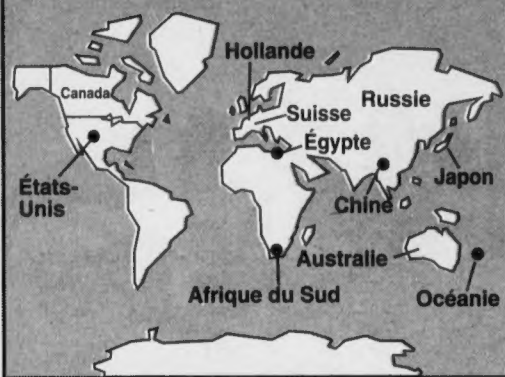 Hollande
Canada
Suisse
Russie
Égypte
États-
Unis
Japon
Chine
Australie
Afrique du Sud
Océanie